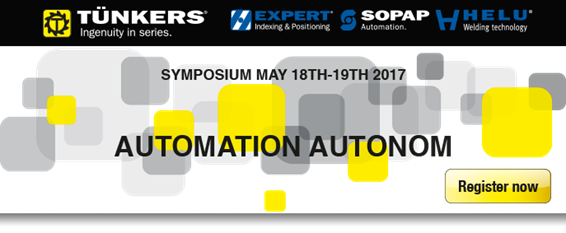 TÜNKERS®
Ingenuity in series.
EXPERT®
Indexing & Positioning
SOPAP
Automation.
HELU®
Welding technology
SYMPOSIUM MAY 18TH-19TH 2017
AUTOMATION AUTONOM
Register now